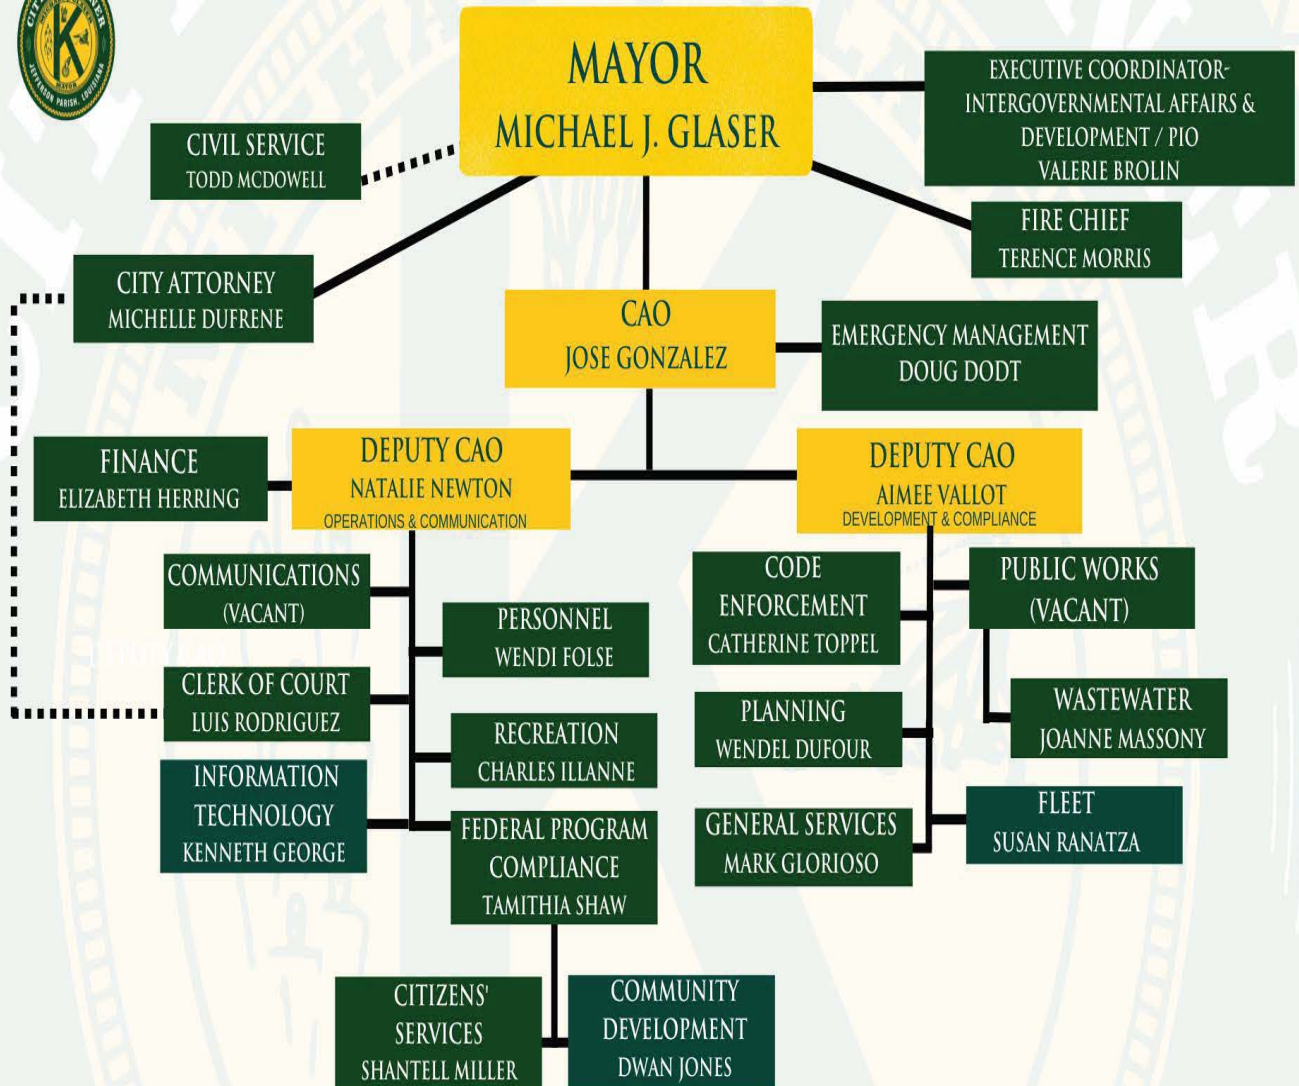 MAYOR
MICHAEL J. GLASER
EXECUTIVE COORDINATOR-
INTERGOVERNMENTAL AFFAIRS &
DEVELOPMENT / PIO
VALERIE BROLIN
JEFFERSON PARISH, LOUISIANA
CIVIL SERVICE
TODD MCDOWELL
FIRE CHIEF
TERENCE MORRIS
CITY ATTORNEY
MICHELLE DUFRENE
CAO
JOSE GONZALEZ
EMERGENCY MANAGEMENT
DOUG DODT
FINANCE
ELIZABETH HERRING
DEPUTY CAO
NATALIE NEWTON
OPERATIONS & COMMUNICATION
DEPUTY CAO
AIMEE VALLOT
DEVELOPMENT & COMPLIANCE
COMMUNICATIONS
(VACANT)
PERSONNEL
WENDI FOLSE
CLERK OF COURT
LUIS RODRIGUEZ
RECREATION
CHARLES ILLANNE
INFORMATION
TECHNOLOGY
KENNETH GEORGE
FEDERAL PROGRAM
COMPLIANCE
TAMITHIA SHAW
CITIZENS'
SERVICES
SHANTELL MILLER
COMMUNITY
DEVELOPMENT
DWAN JONES
CODE
ENFORCEMENT
CATHERINE TOPPEL
PUBLIC WORKS
(VACANT)
PLANNING
WENDEL DUFOUR
WASTEWATER
JOANNE MASSONY
GENERAL SERVICES
MARK GLORIOSO
FLEET
SUSAN RANATZA